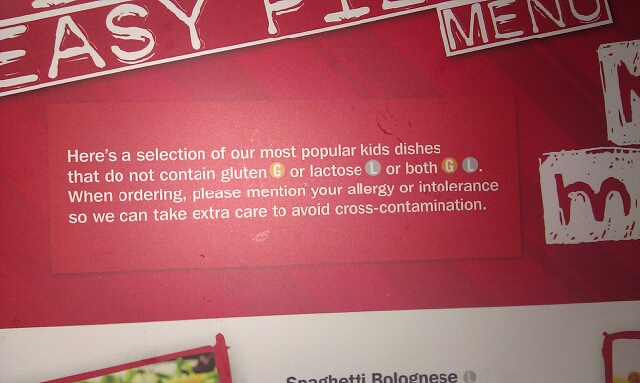 EASY
MENU
Here's a selection of our most popular kids dishes
that do not contain gluten G or lactose L or both G L.
When ordering, please mention your allergy or intolerance
so we can take extra care to avoid cross-contamination.
m
Spaghetti Bolognese L